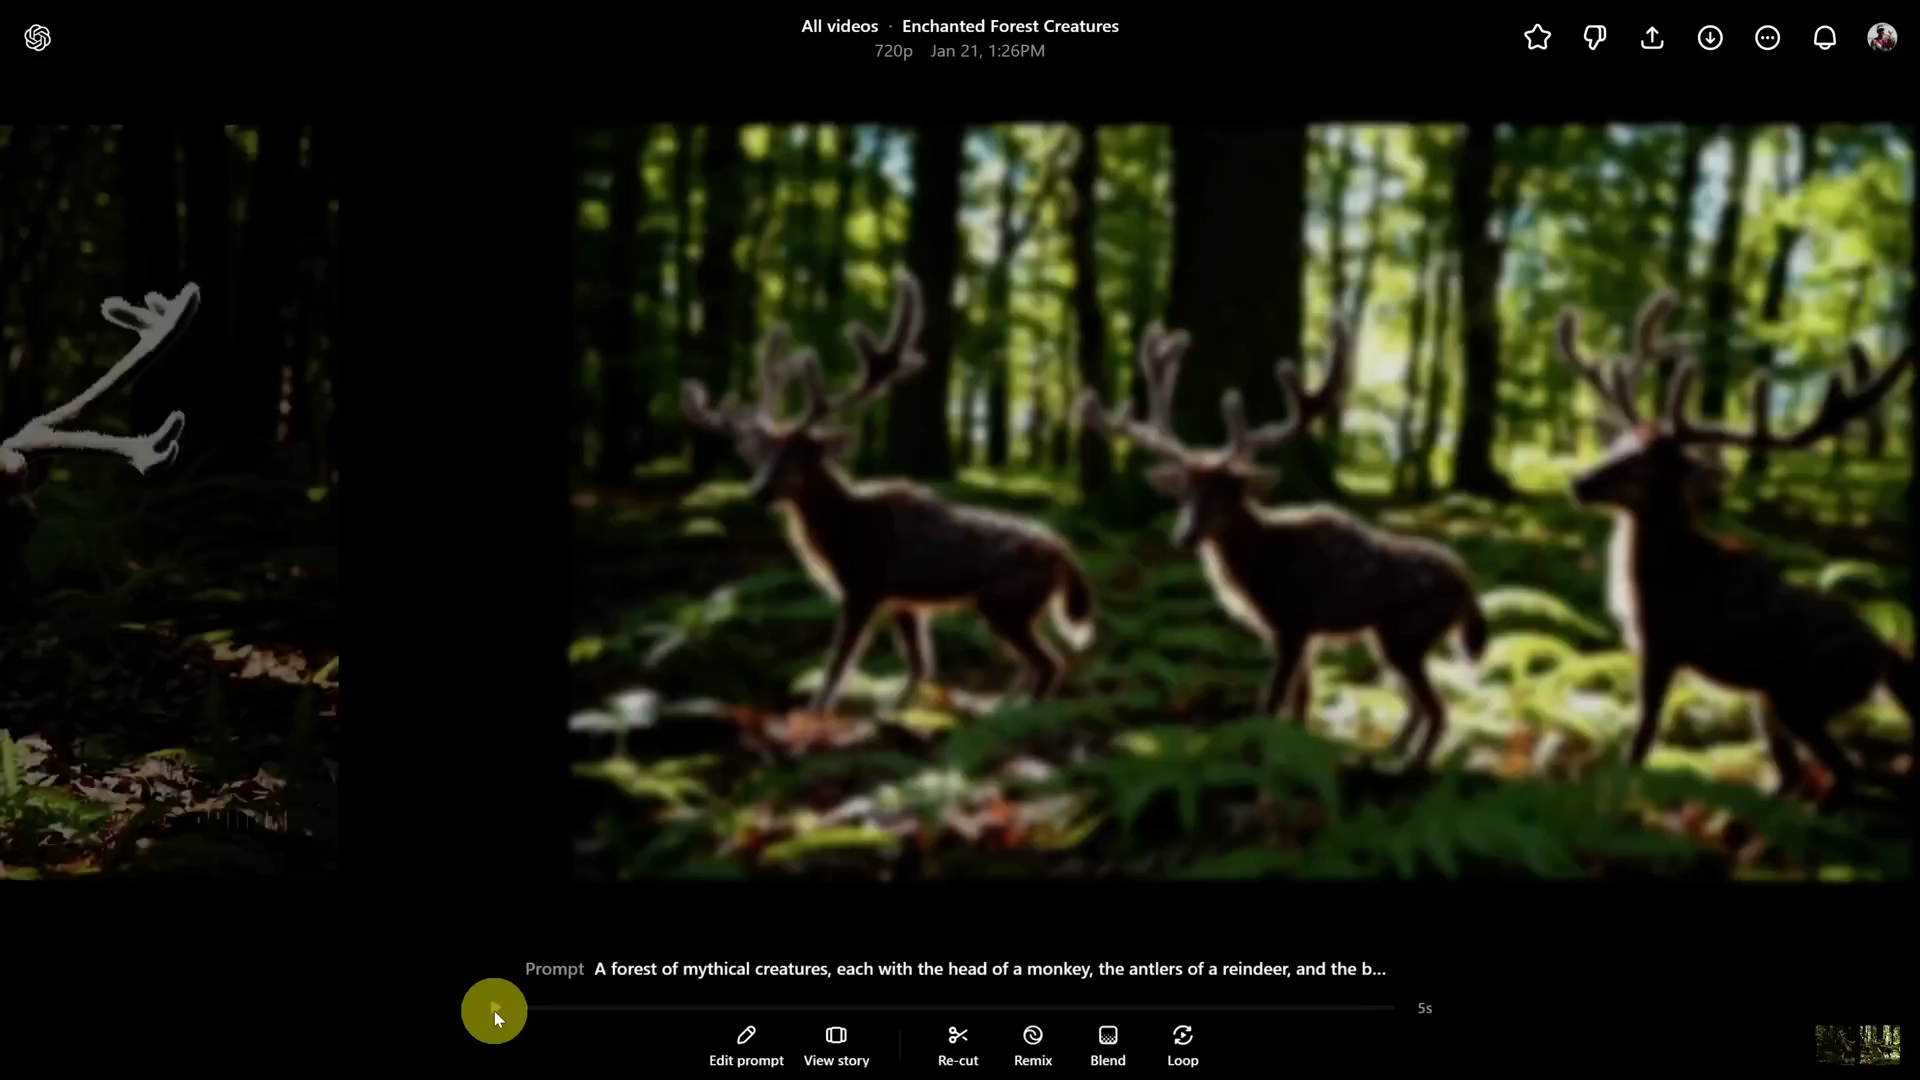 All videos · Enchanted Forest Creatures
720p Jan 21, 1:26PM
Prompt A forest of mythical creatures, each with the head of a monkey, the antlers of a reindeer, and the b...
5s
Edit prompt
View story
Re-cut
Remix
Blend
Loop